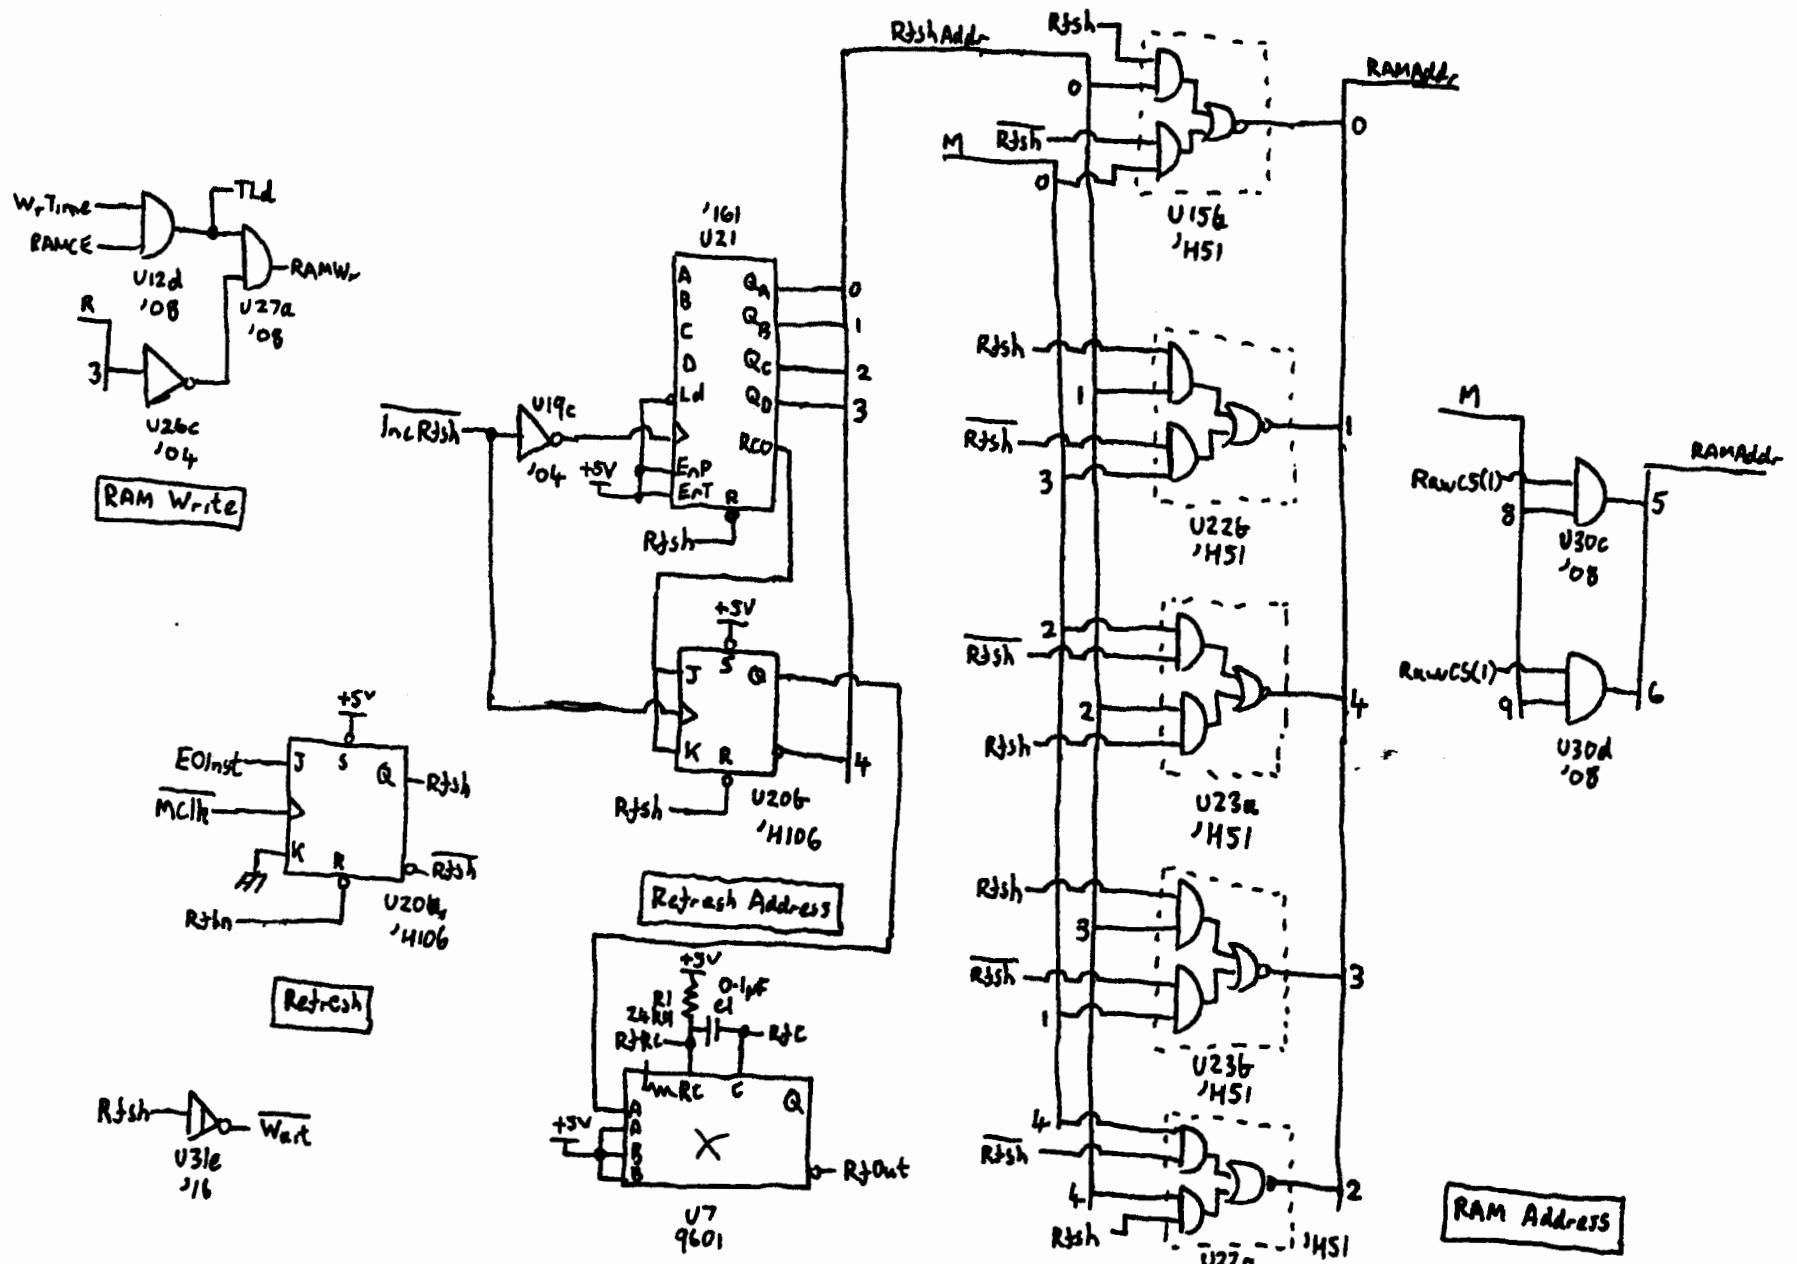 WrTime
RAMCE
TLd
U12d
'08
RAMWr
U27a
'08
R
3
U26c
'04
RAM Write
EOInst
MClk
+5V
J
S
Q
K
R
Rfsh
Rfsh
'H106
Refresh
Rfsh
Wait
U31e
'16
IncRfsh
U19c
'04
+5V
'161
U21
A
B
C
D
Ld
EnP
EnT
R
QA
QB
QC
QD
RCO
Rfsh
0
1
2
3
4
+5V
J
S
Q
K
R
Rfsh
U20b
'H106
Refresh Address
+5V
R1
0.1µF
C1
RfRC
RfC
RC
C
Q
A
A
B
B
X
+5V
RfOut
U7
9601
RfshAddr
M
Rfsh
0
Rfsh
0
U15b
'H51
0
RAMAddr
Rfsh
1
Rfsh
3
U22b
'H51
1
2
Rfsh
2
Rfsh
U23a
'H51
4
Rfsh
3
Rfsh
1
U23b
'H51
3
4
Rfsh
4
Rfsh
U22a
'H51
2
M
RawCS(1)
8
U30c
'08
5
RAMAddr
RawCS(1)
9
U30d
'08
6
RAM Address